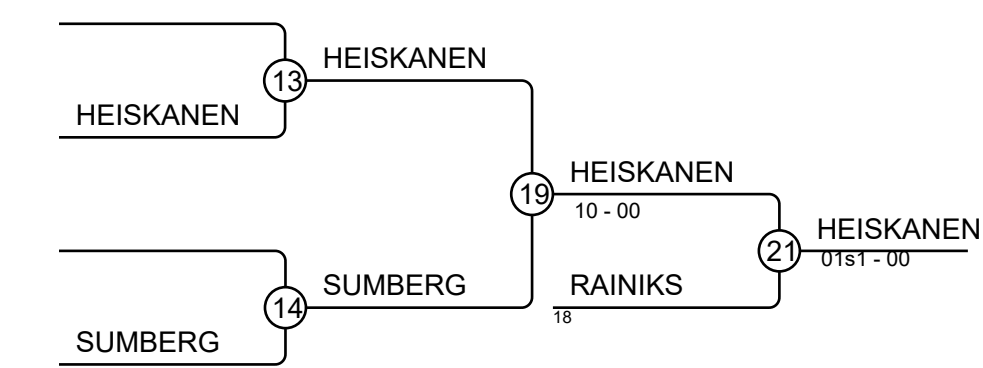 HEISKANEN
13
HEISKANEN
HEISKANEN
19
10 - 00
HEISKANEN
21
01s1 - 00
SUMBERG
RAINIKS
14
18
SUMBERG